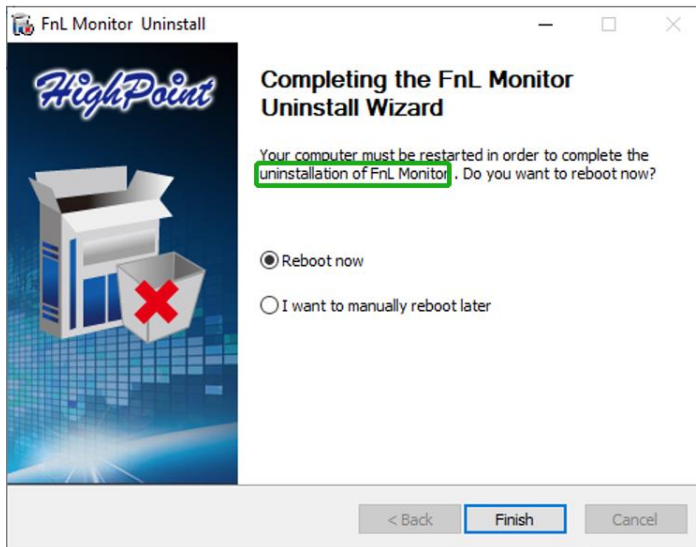 FnL Monitor Uninstall
HighPoint
Completing the FnL Monitor
Uninstall Wizard
Your computer must be restarted in order to complete the
uninstallation of FnL Monitor . Do you want to reboot now?
Reboot now
I want to manually reboot later
< Back
Finish
Cancel